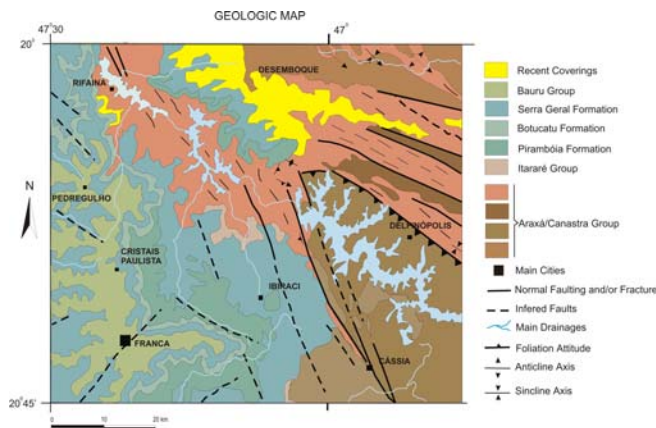 GEOLOGIC MAP
47°30
47°
20°
RIFAINA
DESEMBOQUE
N
PEDREGULHO
DELFINÓPOLIS
CRISTAIS
PAULISTA
IBIRACI
FRANCA
CÁSSIA
20°45
0 10 20 km
Recent Coverings
Bauru Group
Serra Geral Formation
Botucatu Formation
Pirambóia Formation
Itararé Group
Araxá/Canastra Group
Main Cities
Normal Faulting and/or Fracture
Infered Faults
Main Drainages
Foliation Attitude
Anticline Axis
Sincline Axis